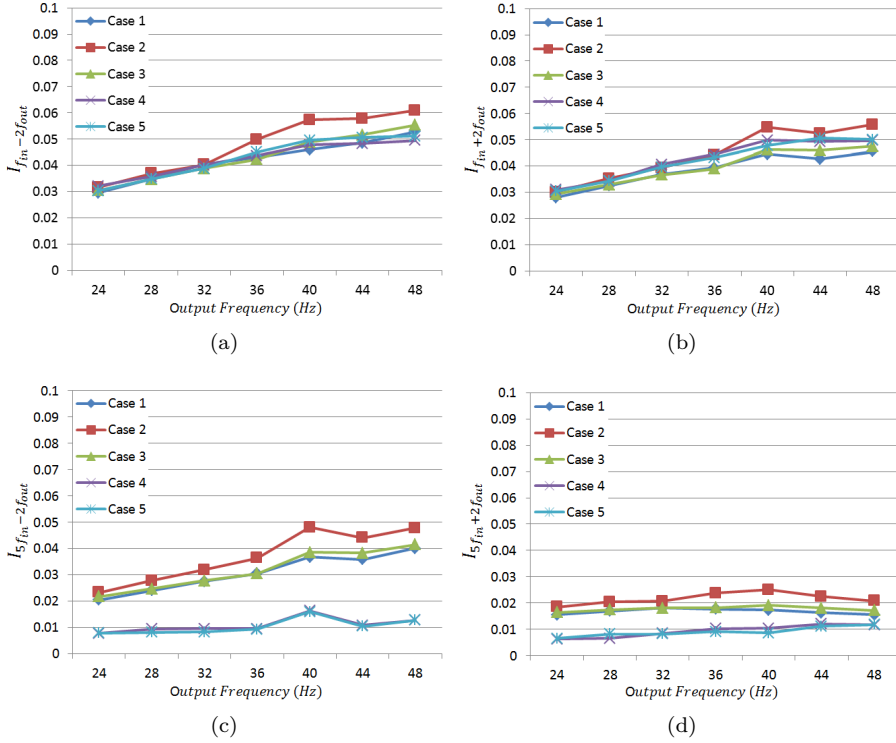 0.1
0.09
0.08
0.07
0.06
0.05
0.04
0.03
0.02
0.01
0
I_{f_{in}-2f_{out}}
Case 1
Case 2
Case 3
Case 4
Case 5
24 28 32 36 40 44 48
Output Frequency (Hz)
(a)
0.1
0.09
0.08
0.07
0.06
0.05
0.04
0.03
0.02
0.01
0
I_{f_{in}+2f_{out}}
Case 1
Case 2
Case 3
Case 4
Case 5
24 28 32 36 40 44 48
Output Frequency (Hz)
(b)
0.1
0.09
0.08
0.07
0.06
0.05
0.04
0.03
0.02
0.01
0
I_{5f_{in}-2f_{out}}
Case 1
Case 2
Case 3
Case 4
Case 5
24 28 32 36 40 44 48
Output Frequency (Hz)
(c)
0.1
0.09
0.08
0.07
0.06
0.05
0.04
0.03
0.02
0.01
0
I_{5f_{in}+2f_{out}}
Case 1
Case 2
Case 3
Case 4
Case 5
24 28 32 36 40 44 48
Output Frequency (Hz)
(d)